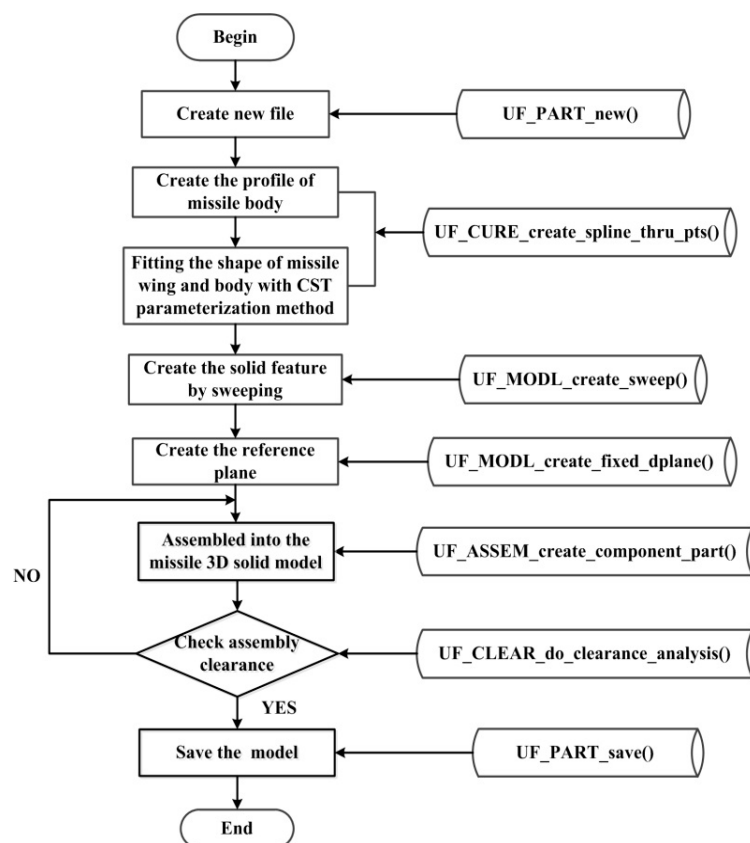 Begin
Create new file
UF_PART_new()
Create the profile of
missile body
UF_CURE_create_spline_thru_pts()
Fitting the shape of missile
wing and body with CST
parameterization method
Create the solid feature
by sweeping
UF_MODL_create_sweep()
Create the reference
plane
UF_MODL_create_fixed_dplane()
Assembled into the
missile 3D solid model
UF_ASSEM_create_component_part()
NO
Check assembly
clearance
UF_CLEAR_do_clearance_analysis()
YES
Save the model
UF_PART_save()
End